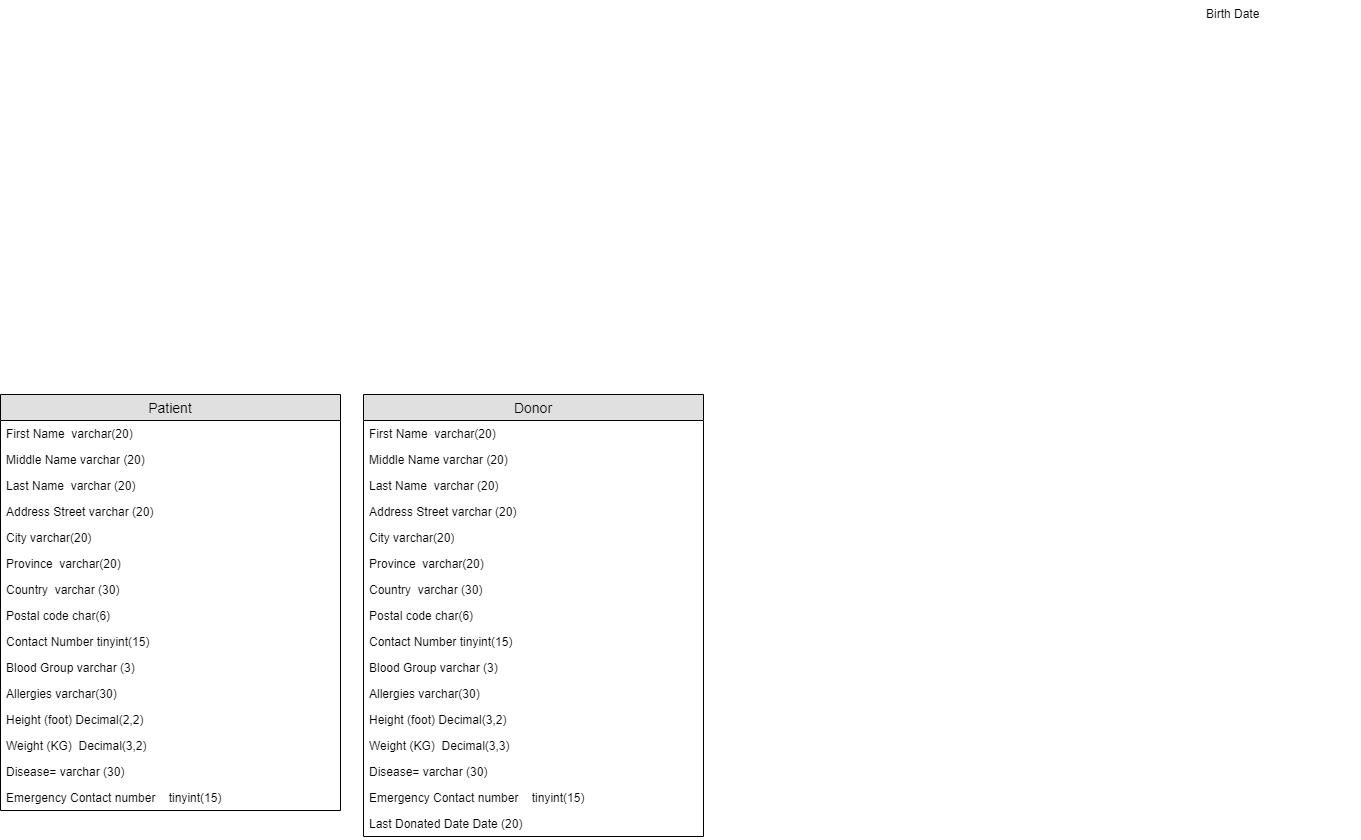 Birth Date
Patient
First Name  varchar(20)
Middle Name varchar (20)
Last Name  varchar (20)
Address Street varchar (20)
City varchar(20)
Province  varchar(20)
Country  varchar (30)
Postal code char(6)
Contact Number tinyint(15)
Blood Group varchar (3)
Allergies varchar(30)
Height (foot) Decimal(2,2)
Weight (KG)  Decimal(3,2)
Disease= varchar (30)
Emergency Contact number    tinyint(15)
Donor
First Name  varchar(20)
Middle Name varchar (20)
Last Name  varchar (20)
Address Street varchar (20)
City varchar(20)
Province  varchar(20)
Country  varchar (30)
Postal code char(6)
Contact Number tinyint(15)
Blood Group varchar (3)
Allergies varchar(30)
Height (foot) Decimal(3,2)
Weight (KG)  Decimal(3,3)
Disease= varchar (30)
Emergency Contact number    tinyint(15)
Last Donated Date Date (20)